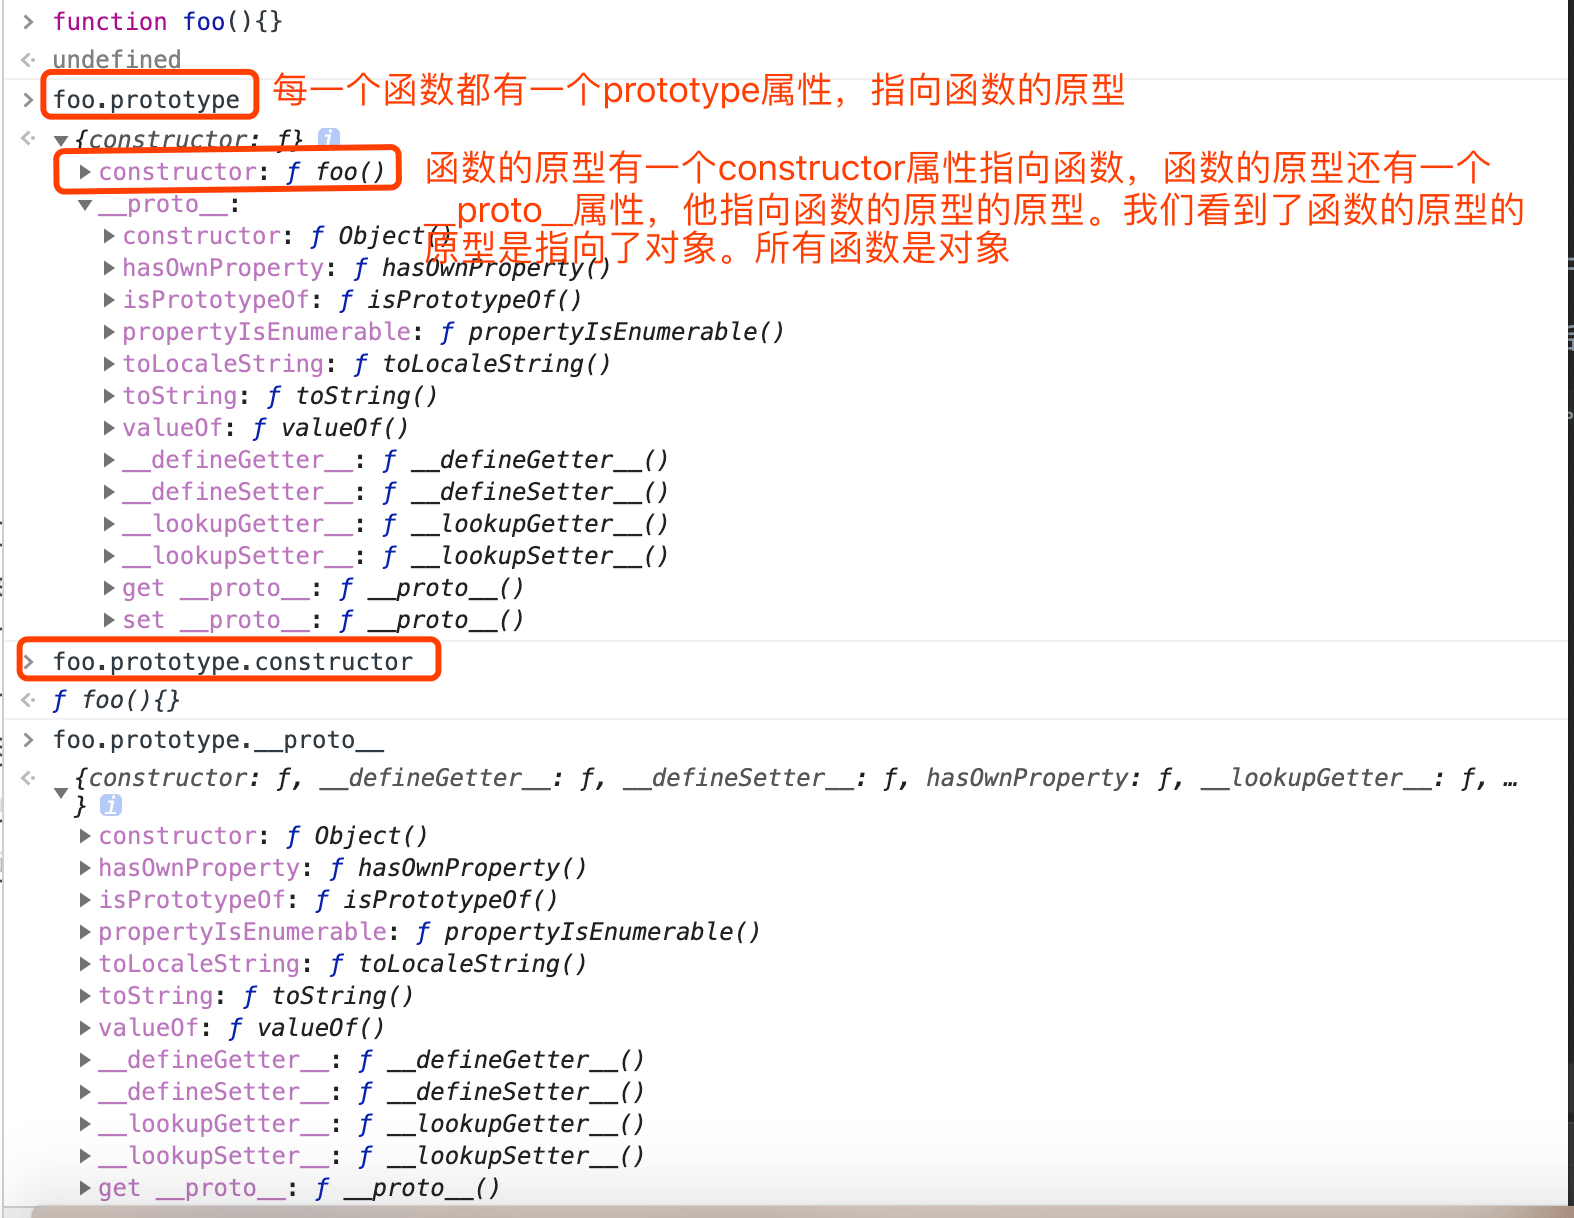 > function foo(){}
<· undefined
> foo.prototype 每一个函数都有一个prototype属性，指向函数的原型
<· ▼{constructor: ƒ} i
▶constructor: ƒ foo() 函数的原型有一个constructor属性指向函数，函数的原型还有一个
▼__proto__: __proto__属性，他指向函数的原型的原型。我们看到了函数的原型的
▶constructor: ƒ Object() 原型是指向了对象。所有函数是对象
▶hasOwnProperty: ƒ hasOwnProperty()
▶isPrototypeOf: ƒ isPrototypeOf()
▶propertyIsEnumerable: ƒ propertyIsEnumerable()
▶toLocaleString: ƒ toLocaleString()
▶toString: ƒ toString()
▶valueOf: ƒ valueOf()
▶__defineGetter__: ƒ __defineGetter__()
▶__defineSetter__: ƒ __defineSetter__()
▶__lookupGetter__: ƒ __lookupGetter__()
▶__lookupSetter__: ƒ __lookupSetter__()
▶get __proto__: ƒ __proto__()
▶set __proto__: ƒ __proto__()
> foo.prototype.constructor
<· ƒ foo(){}
> foo.prototype.__proto__
<· {constructor: ƒ, __defineGetter__: ƒ, __defineSetter__: ƒ, hasOwnProperty: ƒ, __lookupGetter__: ƒ, …
▼ } i
▶constructor: ƒ Object()
▶hasOwnProperty: ƒ hasOwnProperty()
▶isPrototypeOf: ƒ isPrototypeOf()
▶propertyIsEnumerable: ƒ propertyIsEnumerable()
▶toLocaleString: ƒ toLocaleString()
▶toString: ƒ toString()
▶valueOf: ƒ valueOf()
▶__defineGetter__: ƒ __defineGetter__()
▶__defineSetter__: ƒ __defineSetter__()
▶__lookupGetter__: ƒ __lookupGetter__()
▶__lookupSetter__: ƒ __lookupSetter__()
▶get __proto__: ƒ __proto__()